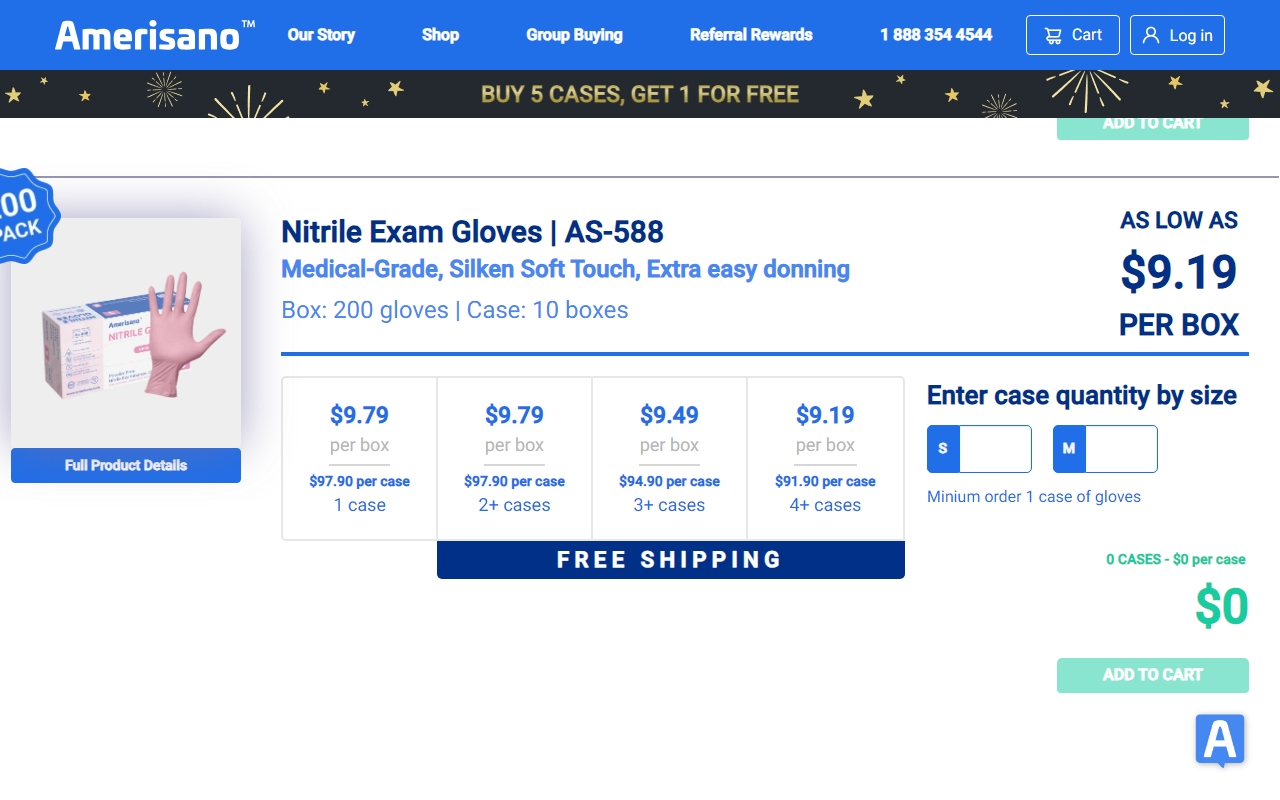 Amerisano™
Our Story
Shop
Group Buying
Referral Rewards
1 888 354 4544
Cart
Log in
BUY 5 CASES, GET 1 FOR FREE
ADD TO CART
PACK
Nitrile Exam Gloves | AS-588
Medical-Grade, Silken Soft Touch, Extra easy donning
Box: 200 gloves | Case: 10 boxes
AS LOW AS
$9.19
PER BOX
Amerisano
NITRILE G
Full Product Details
$9.79
per box
$97.90 per case
1 case
$9.79
per box
$97.90 per case
2+ cases
$9.49
per box
$94.90 per case
3+ cases
$9.19
per box
$91.90 per case
4+ cases
FREE SHIPPING
Enter case quantity by size
S
M
Minium order 1 case of gloves
0 CASES - $0 per case
$0
ADD TO CART
A